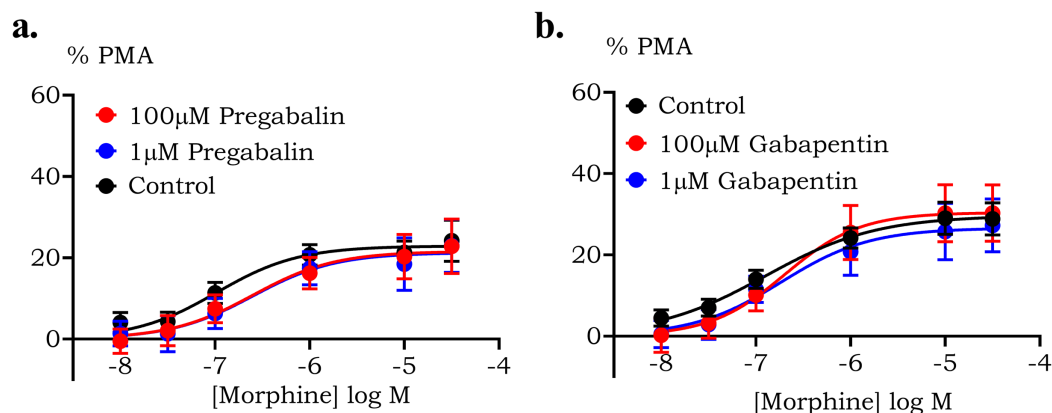 a.
% PMA
60
40
20
0
100μM Pregabalin
1μM Pregabalin
Control
-8
-7
-6
-5
-4
[Morphine] log M
b.
% PMA
60
40
20
0
Control
100μM Gabapentin
1μM Gabapentin
-8
-7
-6
-5
-4
[Morphine] log M